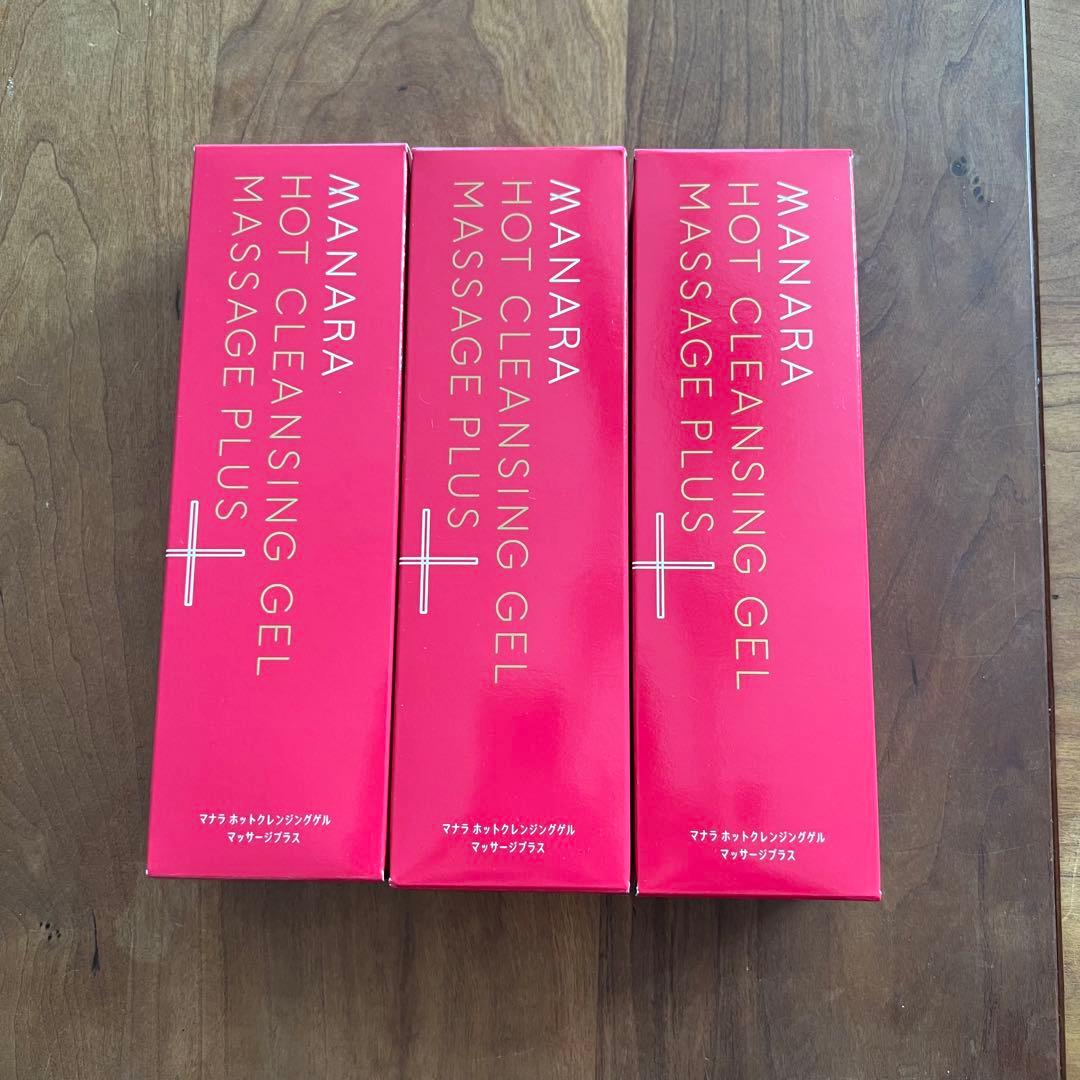 MANARA
HOT CLEANSING GEL
MASSAGE PLUS
マナラ ホットクレンジングゲル
マッサージプラス
MANARA
HOT CLEANSING GEL
MASSAGE PLUS
マナラ ホットクレンジングゲル
マッサージプラス
MANARA
HOT CLEANSING GEL
MASSAGE PLUS
マナラ ホットクレンジングゲル
マッサージプラス